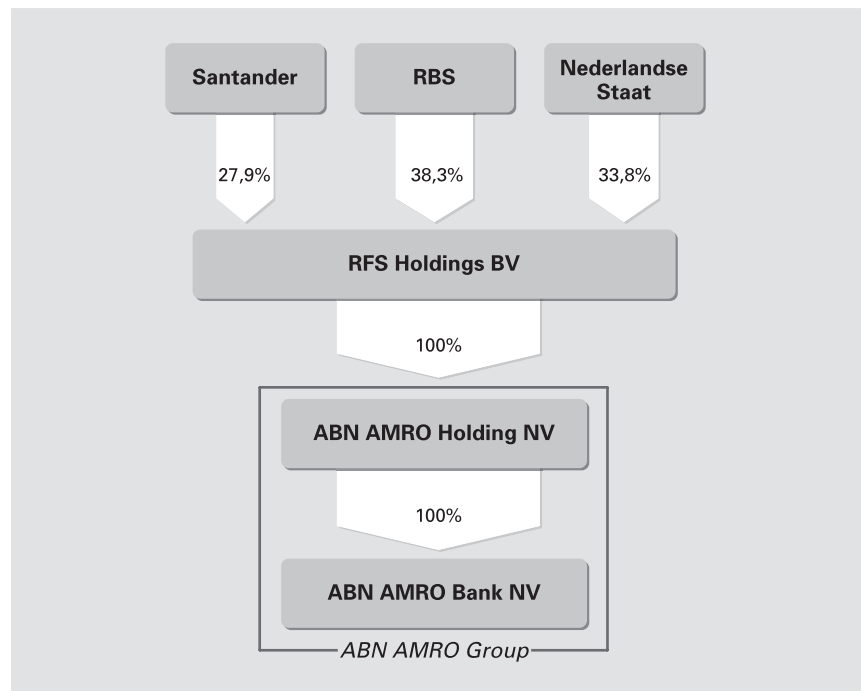 Santander
RBS
Nederlandse
Staat
27,9%
38,3%
33,8%
RFS Holdings BV
100%
ABN AMRO Holding NV
100%
ABN AMRO Bank NV
ABN AMRO Group